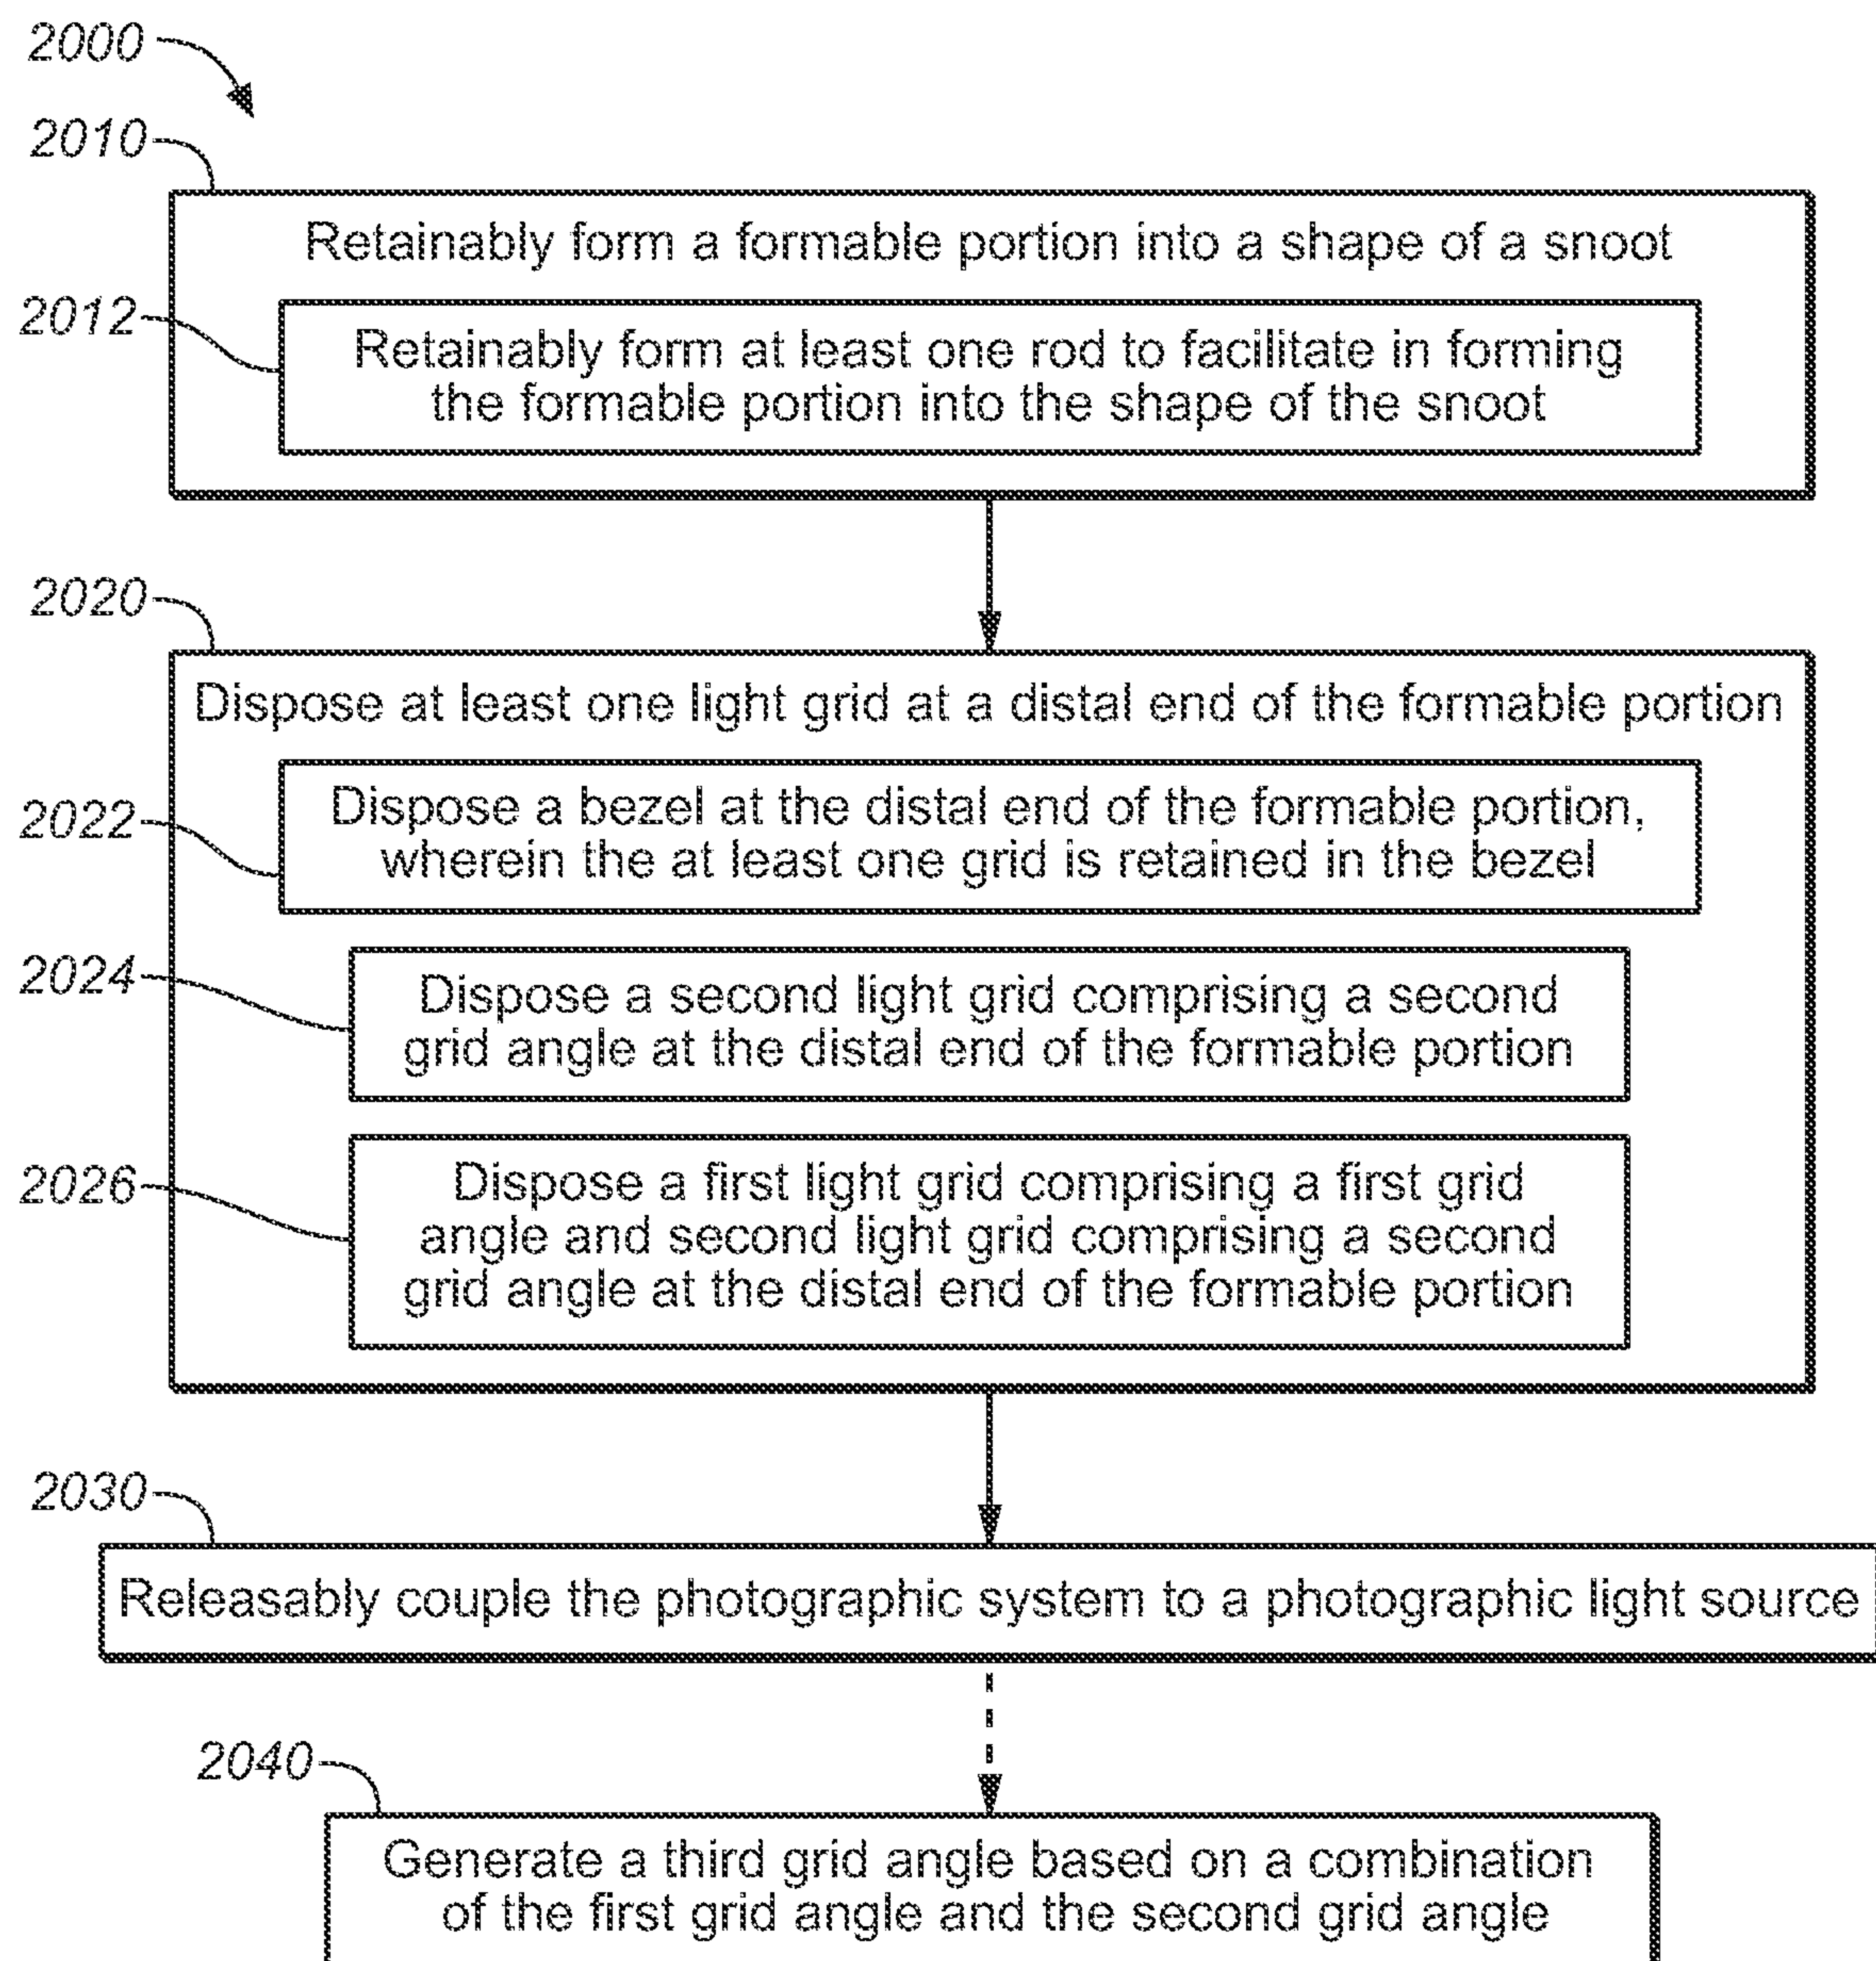 2000
2010
Retainably form a formable portion into a shape of a snoot
2012
Retainably form at least one rod to facilitate in forming
the formable portion into the shape of the snoot
2020
Dispose at least one light grid at a distal end of the formable portion
2022
Dispose a bezel at the distal end of the formable portion,
wherein the at least one grid is retained in the bezel
2024
Dispose a second light grid comprising a second
grid angle at the distal end of the formable portion
2026
Dispose a first light grid comprising a first grid
angle and second light grid comprising a second
grid angle at the distal end of the formable portion
2030
Releasably couple the photographic system to a photographic light source
2040
Generate a third grid angle based on a combination
of the first grid angle and the second grid angle